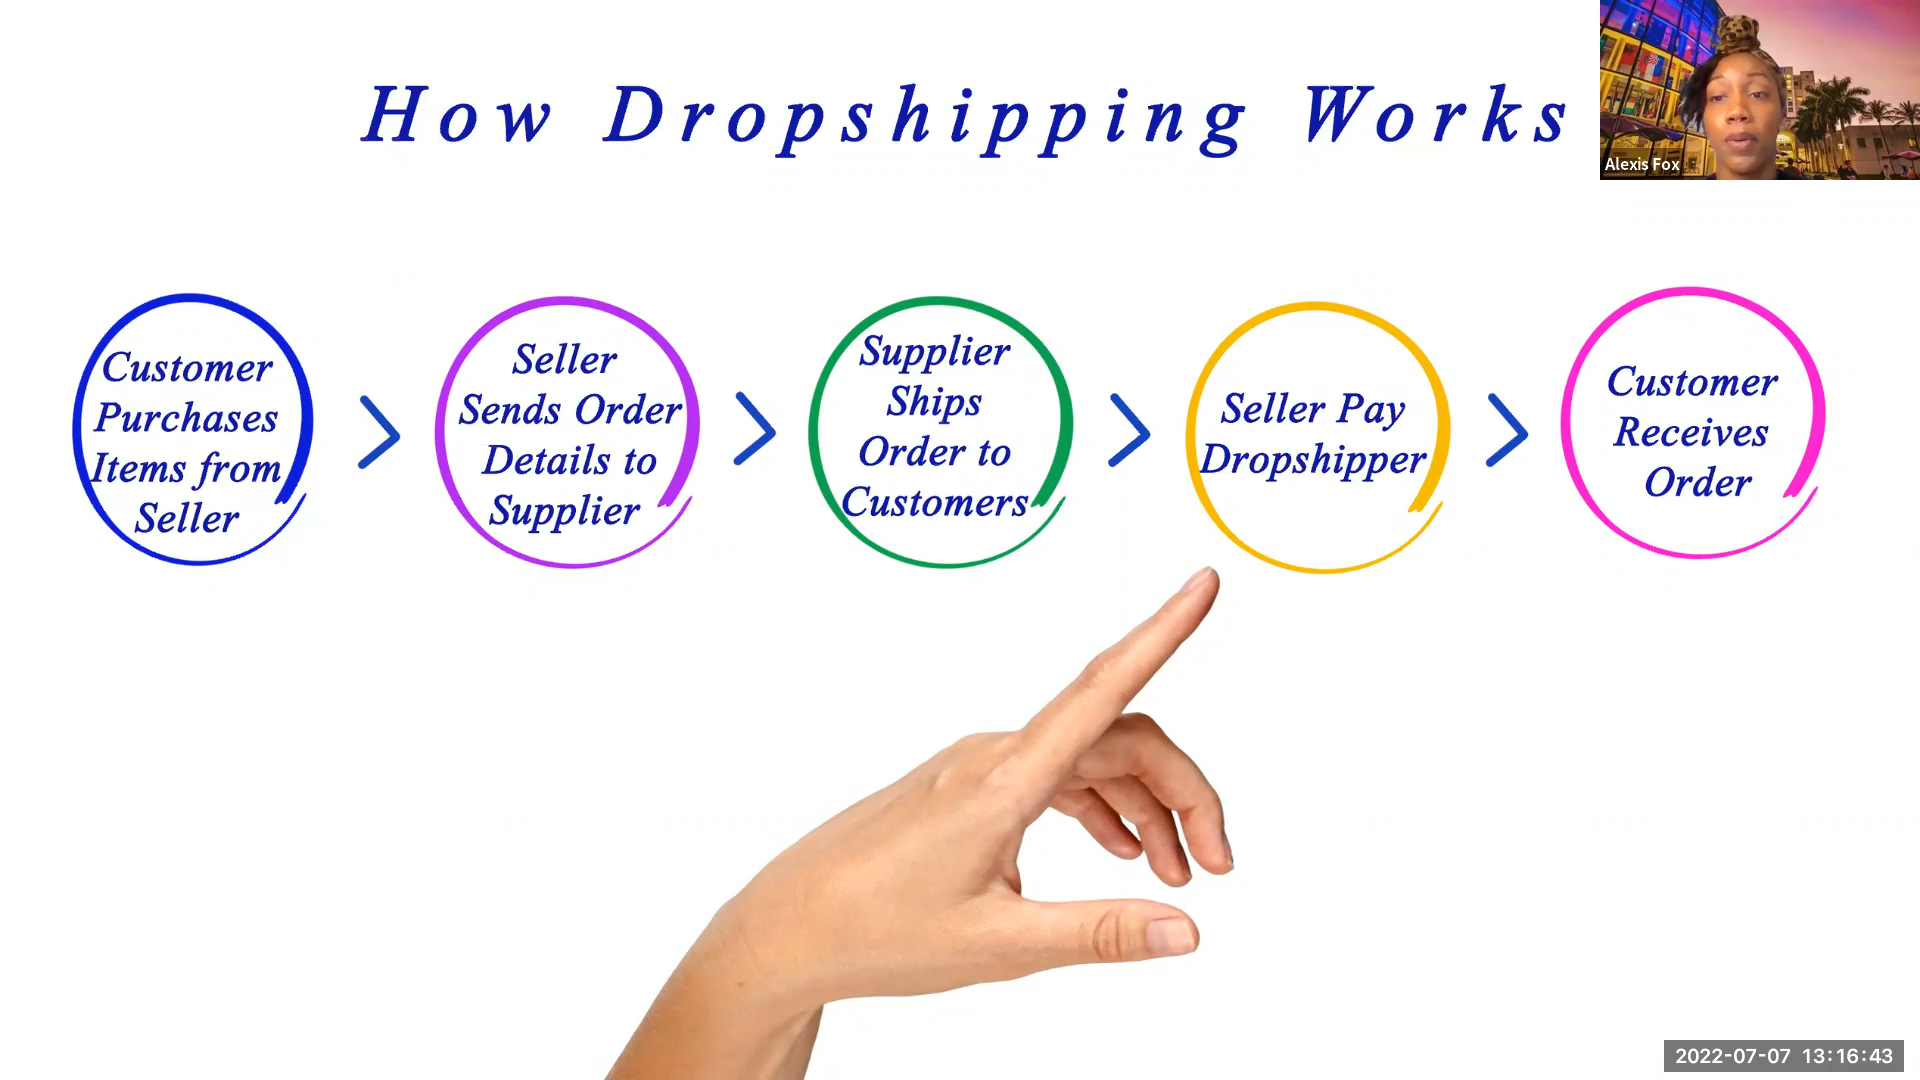 How Dropshipping Works
Alexis Fox
Customer
Purchases
Items from
Seller
Seller
Sends Order
Details to
Supplier
Supplier
Ships
Order to
Customers
Seller Pay
Dropshipper
Customer
Receives
Order
2022-07-07 13:16:43